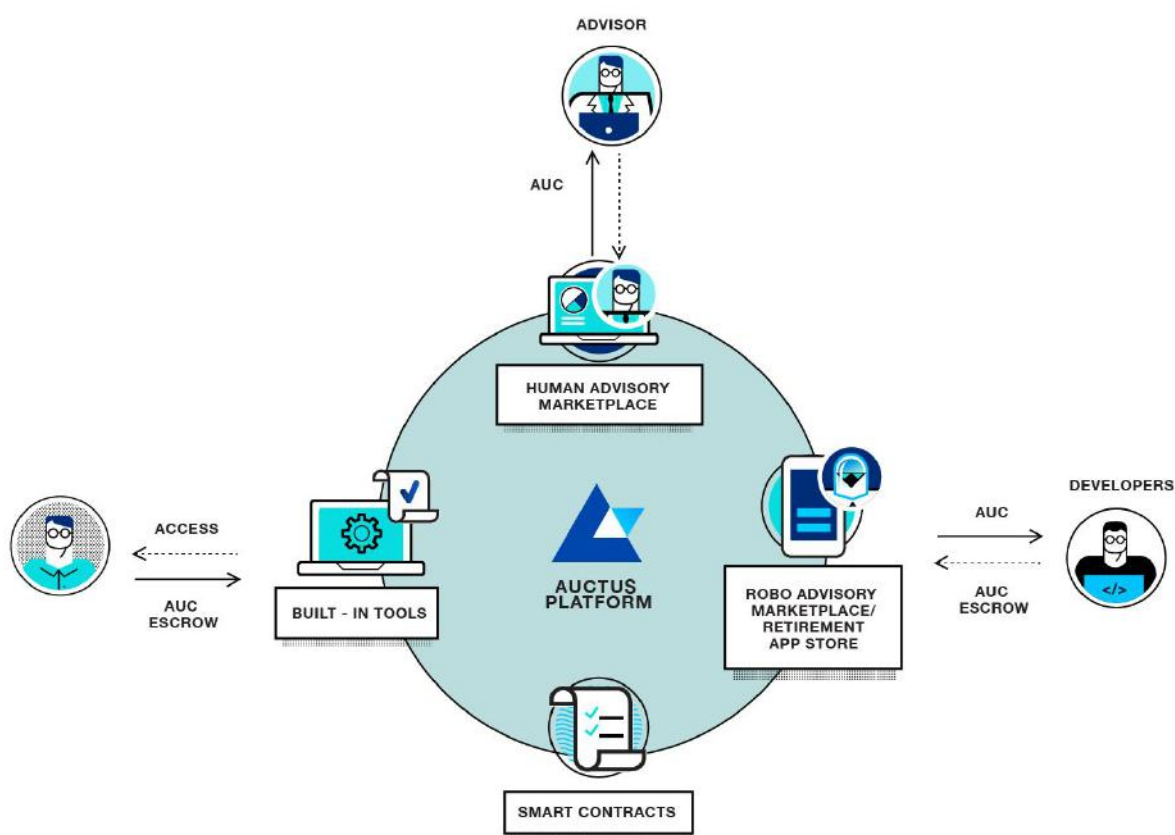 ADVISOR
AUC
HUMAN ADVISORY
MARKETPLACE
DEVELOPERS
ACCESS
AUC
AUC
ESCROW
BUILT - IN TOOLS
AUCTUS
PLATFORM
ROBO ADVISORY
MARKETPLACE/
RETIREMENT
APP STORE
AUC
ESCROW
</>
SMART CONTRACTS